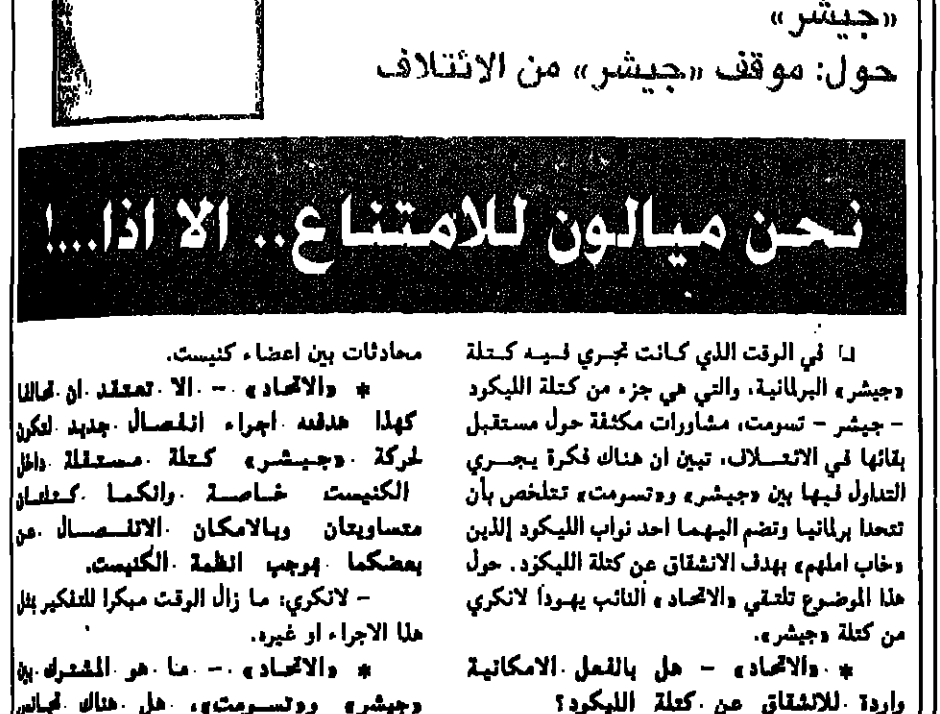 «جيشر»
حول: موقف «جيشر» من الائتلاف
نحن ميالون للامتناع.. الا اذا....!
في الوقت الذي كانت تجري فيه كتلة
«جيشر» البرلمانية، والتي هي جزء من كتلة الليكود
- جيشر - تسومت، مشاورات مكثفة حول مستقبل
بقائها في الائتلاف، تبين ان هناك فكرة يجري
التداول فيها بين «جيشر» و«تسومت» تتلخص بأن
تتحدا برلمانيا وتضم اليهما احد نواب الليكود الذين
«خاب املهم» بهدف الانشقاق عن كتلة الليكود. حول
هذا الموضوع تلتقي «الاتحاد» النائب يهودا لانكري
من كتلة «جيشر».
* «الاتحاد» - هل بالفعل الامكانية
واردة للانشقاق عن كتلة الليكود؟
محادثات بين اعضاء كنيست.
* «الاتحاد» - الا تعتقد ان تحالفا
كهذا هدفه اجراء انفصال جديد لتكون
لحركة «جيشر» كتلة مستقلة داخل
الكنيست خاصة وانكما كتلتان
متساويتان وبالامكان الانفصال عن
بعضكما بموجب انظمة الكنيست.
- لانكري: ما زال الوقت مبكرا للتفكير بمثل
هذا الاجراء او غيره.
* «الاتحاد» - ما هو المشترك بين
«جيشر» و«تسومت»، هل هناك تجانس